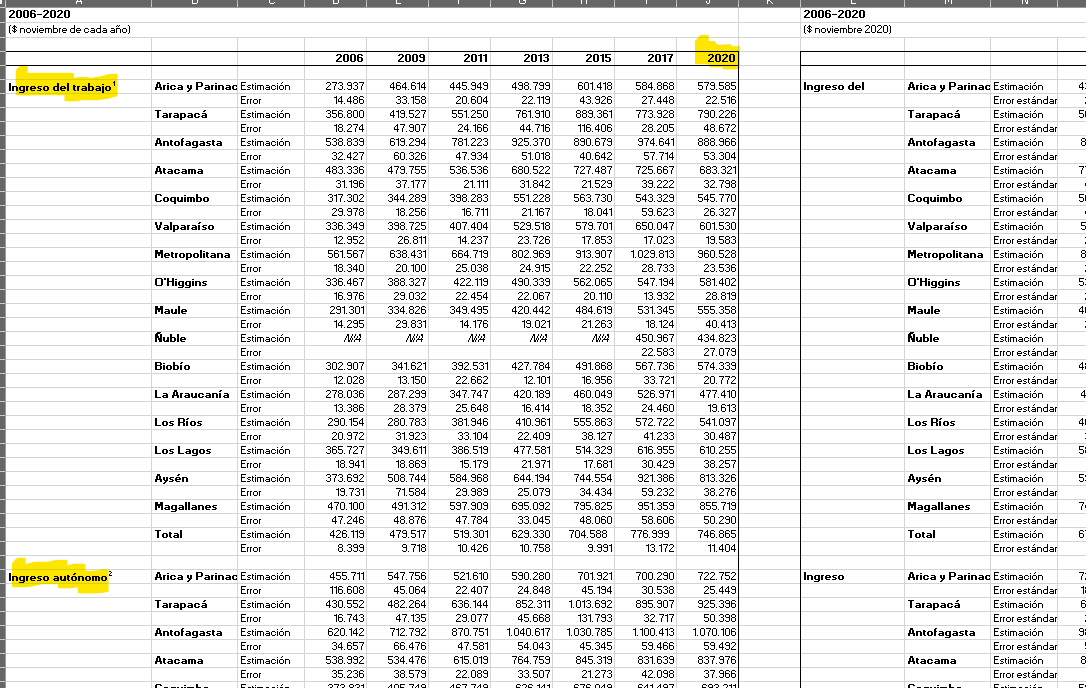 2006-2020 2006-2020
($ noviembre de cada año) ($ noviembre 2020)
2006 2009 2011 2013 2015 2017 2020
Ingreso del trabajo¹ Arica y Parinac Estimación 273.937 464.614 445.949 498.799 601.418 584.868 579.585 Ingreso del Arica y Parinac Estimación
Error 14.486 33.158 20.604 22.119 43.926 27.448 22.516 Error estándar
Tarapacá Estimación 356.800 419.527 551.250 761.910 889.361 773.928 790.226 Tarapacá Estimación
Error 18.274 47.907 24.166 44.716 116.406 28.205 48.672 Error estándar
Antofagasta Estimación 538.839 619.294 781.223 925.370 890.679 974.641 888.966 Antofagasta Estimación
Error 32.427 60.326 47.934 51.018 40.642 57.714 53.304 Error estándar
Atacama Estimación 483.336 479.755 536.536 680.522 727.487 725.667 683.321 Atacama Estimación
Error 31.196 37.177 21.111 31.842 21.529 39.222 32.798 Error estándar
Coquimbo Estimación 317.302 344.289 398.283 551.228 563.730 543.329 545.770 Coquimbo Estimación
Error 29.978 18.256 16.711 21.167 18.041 59.623 26.327 Error estándar
Valparaíso Estimación 336.349 398.725 407.404 529.518 579.701 650.047 601.530 Valparaíso Estimación
Error 12.952 26.811 14.237 23.726 17.853 17.023 19.583 Error estándar
Metropolitana Estimación 561.567 638.431 664.719 802.969 913.907 1.029.813 960.528 Metropolitana Estimación
Error 18.340 20.100 25.038 24.915 22.252 28.733 23.536 Error estándar
O'Higgins Estimación 336.467 388.327 422.119 490.339 562.065 547.194 581.402 O'Higgins Estimación
Error 16.976 29.032 22.454 22.067 20.110 13.932 28.819 Error estándar
Maule Estimación 291.301 334.826 349.495 420.442 484.619 531.345 555.358 Maule Estimación
Error 14.295 29.831 14.176 19.021 21.263 18.124 40.413 Error estándar
Ñuble Estimación N/A N/A N/A N/A N/A 450.967 434.823 Ñuble Estimación
Error 22.583 27.079 Error estándar
Biobío Estimación 302.907 341.621 392.531 427.784 491.868 567.736 574.339 Biobío Estimación
Error 12.028 13.150 22.662 12.101 16.956 33.721 20.772 Error estándar
La Araucanía Estimación 278.036 287.299 347.747 420.189 460.049 526.971 477.410 La Araucanía Estimación
Error 13.386 28.379 25.648 16.414 18.352 24.460 19.613 Error estándar
Los Ríos Estimación 290.154 280.783 381.946 410.961 555.863 572.722 541.097 Los Ríos Estimación
Error 20.972 31.923 33.104 22.409 38.127 41.233 30.487 Error estándar
Los Lagos Estimación 365.727 349.611 386.519 477.581 514.329 616.955 610.255 Los Lagos Estimación
Error 18.941 18.869 15.179 21.971 17.681 30.429 38.257 Error estándar
Aysén Estimación 373.692 508.744 584.968 644.194 744.554 921.386 813.326 Aysén Estimación
Error 19.731 71.584 29.989 25.079 34.434 59.232 38.276 Error estándar
Magallanes Estimación 470.100 491.312 597.909 695.092 795.825 951.359 855.719 Magallanes Estimación
Error 47.246 48.876 47.784 33.045 48.060 58.606 50.290 Error estándar
Total Estimación 426.119 479.517 519.301 629.330 704.588 776.999 746.865 Total Estimación
Error 8.399 9.718 10.426 10.758 9.991 13.172 11.404 Error estándar
Ingreso autónomo² Arica y Parinac Estimación 455.711 547.756 521.610 590.280 701.921 700.290 722.752 Ingreso Arica y Parinac Estimación
Error 116.608 45.064 22.407 24.848 45.194 30.538 25.449 Error estándar
Tarapacá Estimación 430.552 482.264 636.144 852.311 1.013.692 895.907 925.396 Tarapacá Estimación
Error 16.743 47.135 29.077 45.668 131.793 32.717 50.398 Error estándar
Antofagasta Estimación 620.142 712.792 870.751 1.040.617 1.030.785 1.100.413 1.070.106 Antofagasta Estimación
Error 34.657 66.476 47.581 54.043 45.345 59.466 59.492 Error estándar
Atacama Estimación 538.992 534.476 615.019 764.759 845.319 831.639 837.976 Atacama Estimación
Error 35.236 38.579 22.089 33.507 21.273 42.098 37.966 Error estándar